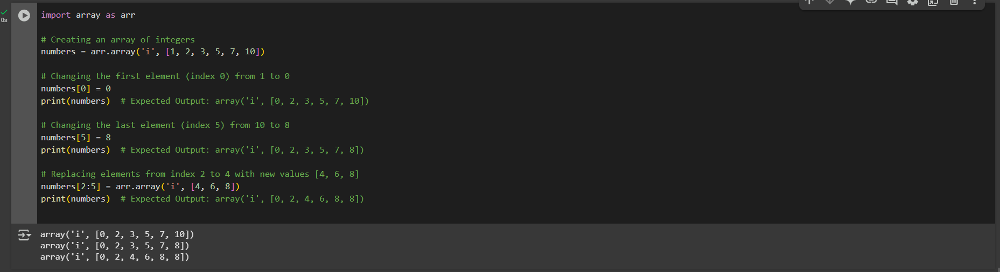 import array as arr
0s
# Creating an array of integers
numbers = arr.array('i', [1, 2, 3, 5, 7, 10])
# Changing the first element (index 0) from 1 to 0
numbers[0] = 0
print(numbers)  # Expected Output: array('i', [0, 2, 3, 5, 7, 10])
# Changing the last element (index 5) from 10 to 8
numbers[5] = 8
print(numbers)  # Expected Output: array('i', [0, 2, 3, 5, 7, 8])
# Replacing elements from index 2 to 4 with new values [4, 6, 8]
numbers[2:5] = arr.array('i', [4, 6, 8])
print(numbers)  # Expected Output: array('i', [0, 2, 4, 6, 8, 8])
array('i', [0, 2, 3, 5, 7, 10])
array('i', [0, 2, 3, 5, 7, 8])
array('i', [0, 2, 4, 6, 8, 8])